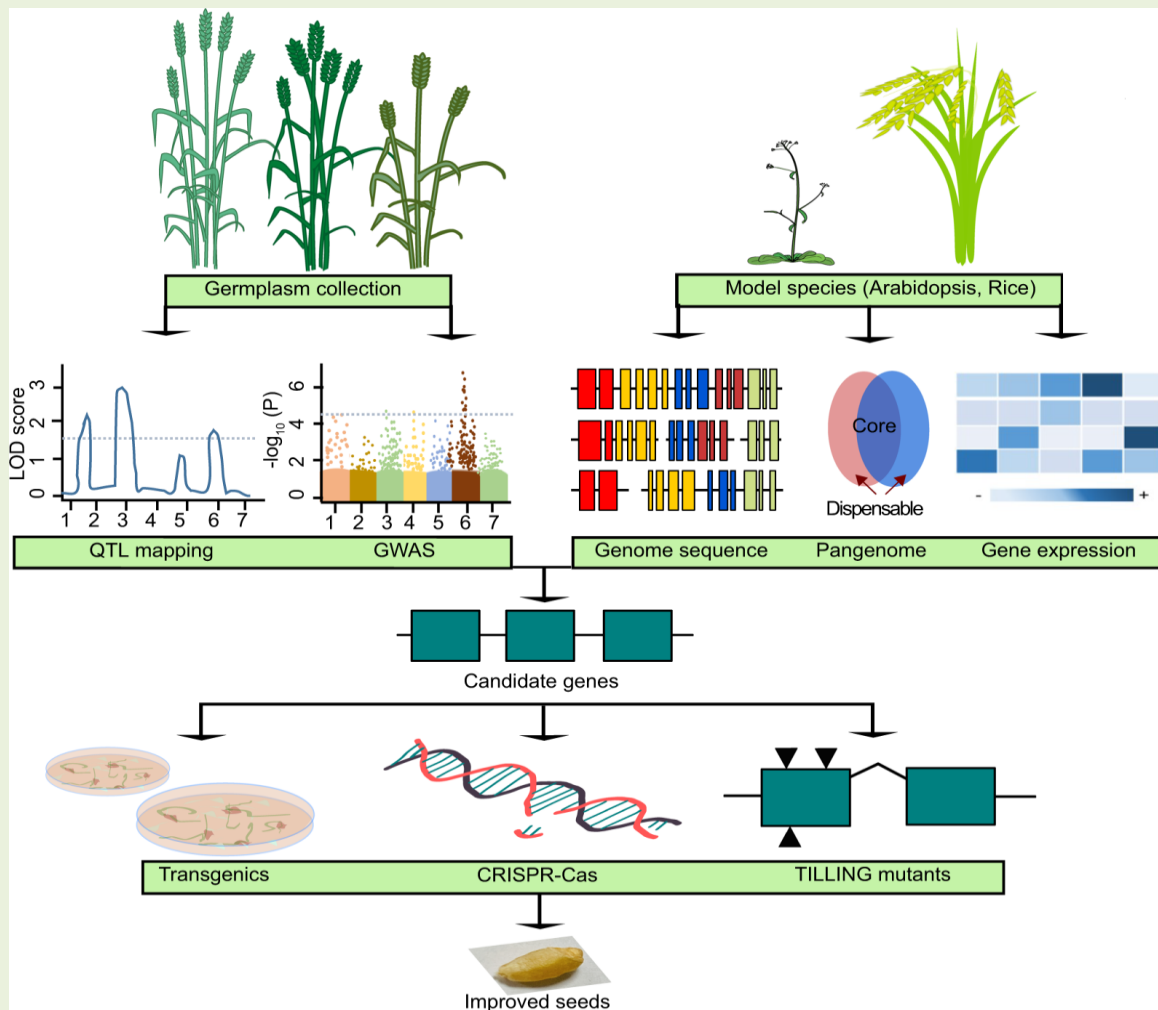 Germplasm collection
Model species (Arabidopsis, Rice)
LOD score
3
2
1
0
1 2 3 4 5 6 7
-log10 (P)
6
4
2
0
1 2 3 4 5 6 7
Core
Dispensable
- +
QTL mapping
GWAS
Genome sequence
Pangenome
Gene expression
Candidate genes
Transgenics
CRISPR-Cas
TILLING mutants
Improved seeds